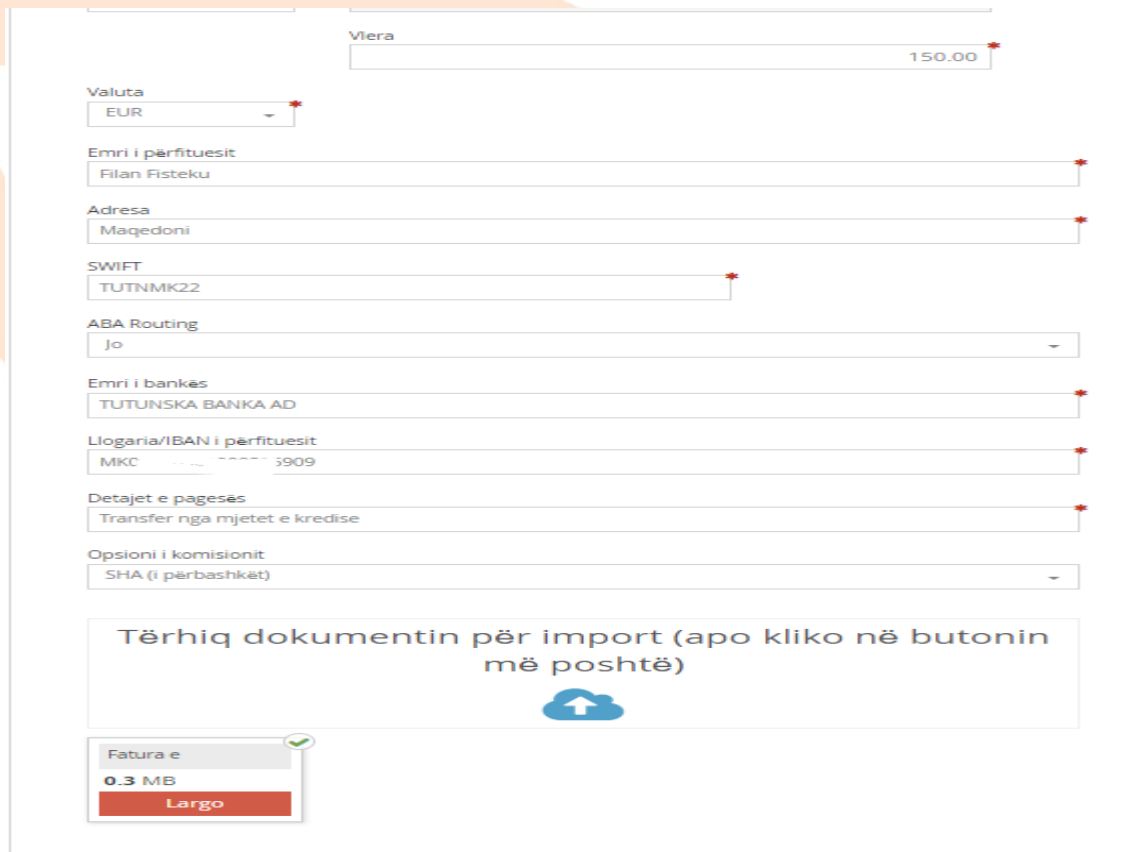 Vlera
150.00
Valuta
EUR
Emri i përfituesit
Filan Fisteku
Adresa
Maqedoni
SWIFT
TUTNMK22
ABA Routing
Jo
Emri i bankës
TUTUNSKA BANKA AD
Llogaria/IBAN i përfituesit
5909
Detajet e pagesës
Transfer nga mjetet e kredise
Opsioni i komisionit
SHA (i përbashkët)
Tërhiq dokumentin për import (apo kliko në butonin
më poshtë)
Fatura e
0.3 MB
Largo